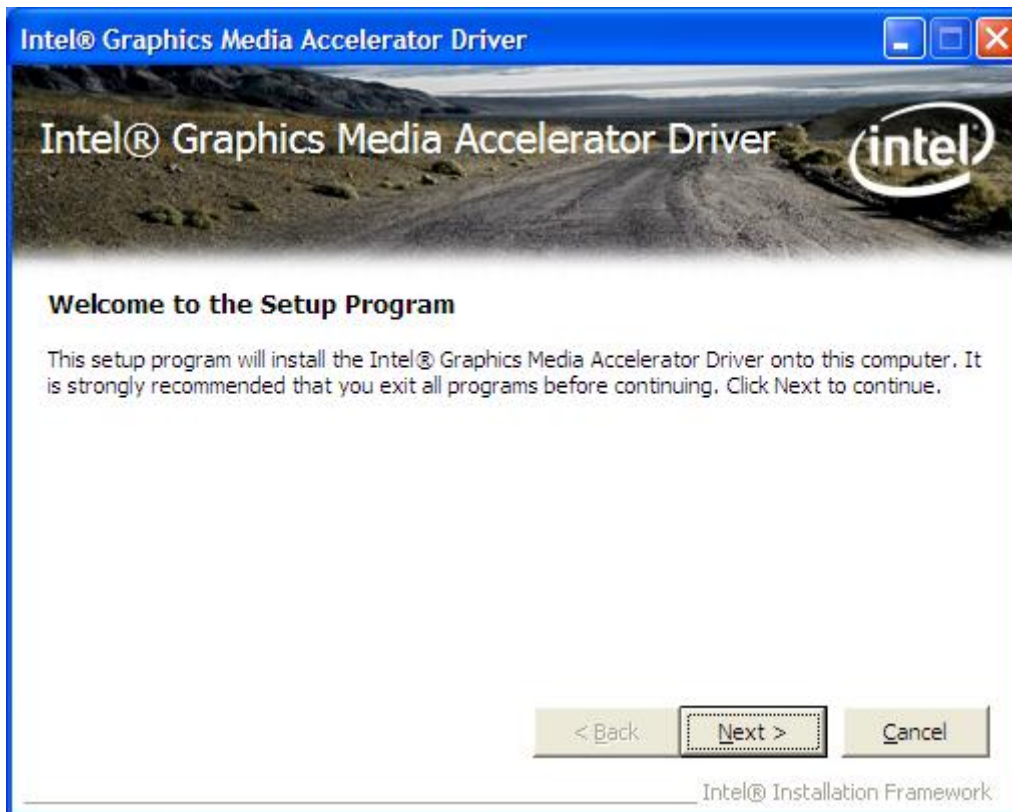 Intel® Graphics Media Accelerator Driver
Intel® Graphics Media Accelerator Driver
intel
Welcome to the Setup Program
This setup program will install the Intel® Graphics Media Accelerator Driver onto this computer. It
is strongly recommended that you exit all programs before continuing. Click Next to continue.
< Back Next > Cancel
Intel® Installation Framework